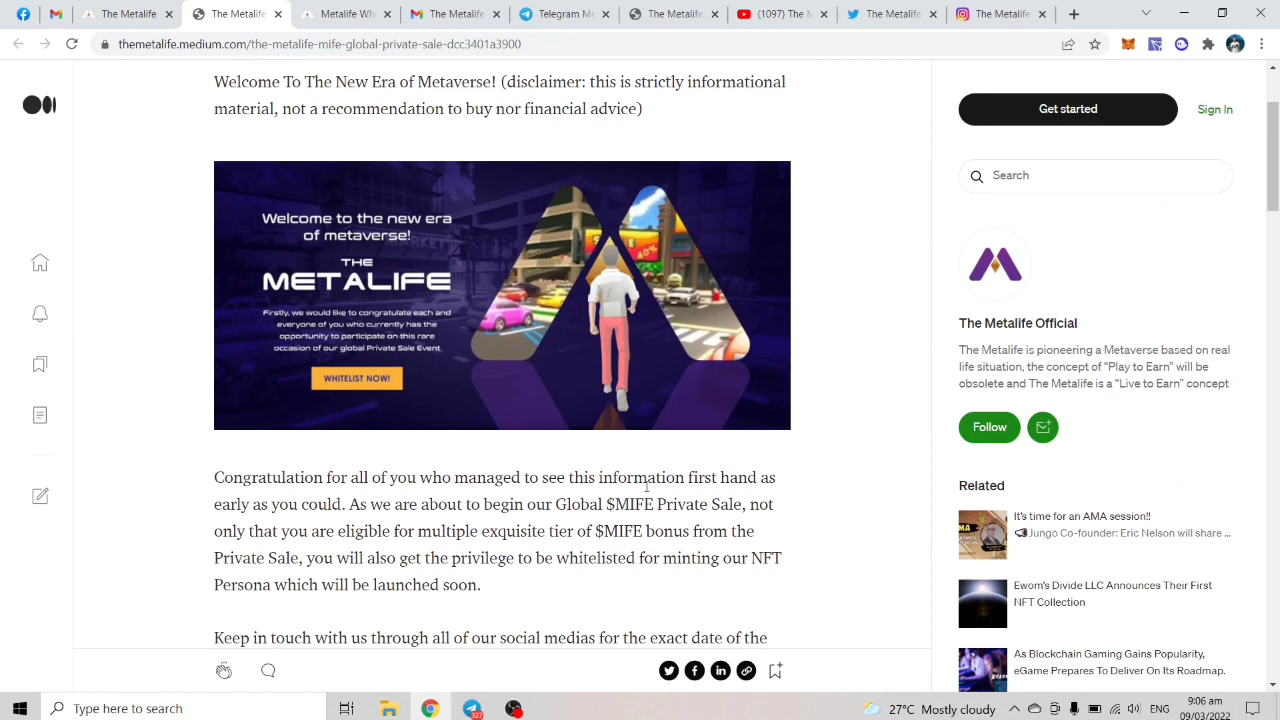 The Metalife
The Metalife
Metalife Wh
The Metalife
Telegram Me
The Metalife
(1097) The M
The Metalife
The Metalife
themetalife.medium.com/the-metalife-mife-global-private-sale-dcc3401a3900
Welcome To The New Era of Metaverse! (disclaimer: this is strictly informational
material, not a recommendation to buy nor financial advice)
Welcome to the new era
of metaverse!
THE
METALIFE
Firstly, we would like to congratulate each and
everyone of you who currently has the
opportunity to participate on this rare
occasion of our global Private Sale Event
WHITELIST NOW!
Congratulation for all of you who managed to see this information first hand as
early as you could. As we are about to begin our Global $MIFE Private Sale, not
only that you are eligible for multiple exquisite tier of $MIFE bonus from the
Private Sale, you will also get the privilege to be whitelisted for minting our NFT
Persona which will be launched soon.
Keep in touch with us through all of our social medias for the exact date of the
Get started
Sign In
Search
The Metalife Official
The Metalife is pioneering a Metaverse based on real
life situation, the concept of “Play to Earn” will be
obsolete and The Metalife is a “Live to Earn” concept
Follow
Related
It's time for an AMA session!!
Jungo Co-founder: Eric Nelson will share ...
Ewom's Divide LLC Announces Their First
NFT Collection
As Blockchain Gaming Gains Popularity,
eGame Prepares To Deliver On Its Roadmap.
Type here to search
27°C Mostly cloudy
ENG
9:06 am
09/03/2022